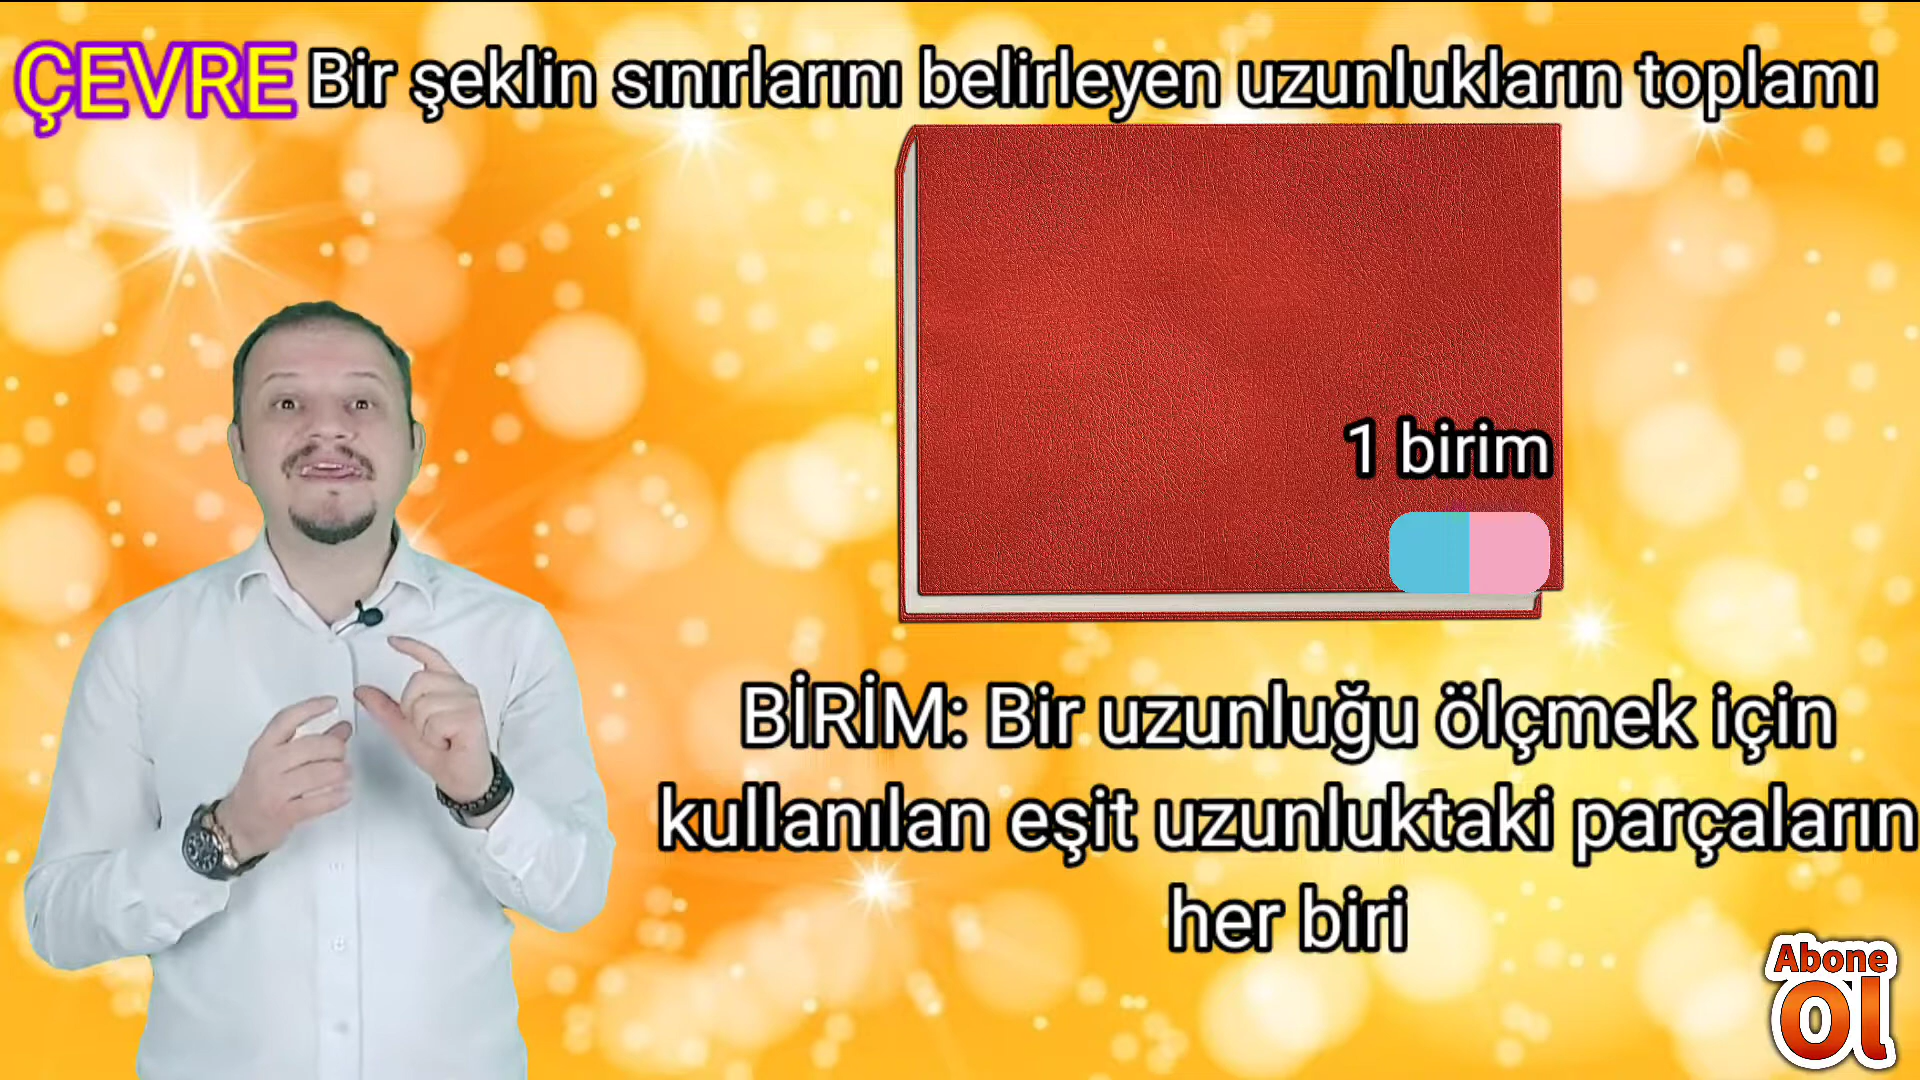 ÇEVRE Bir şeklin sınırlarını belirleyen uzunlukların toplamı
1 birim
BİRİM: Bir uzunluğu ölçmek için
kullanılan eşit uzunluktaki parçaların
her biri
Abone
Ol